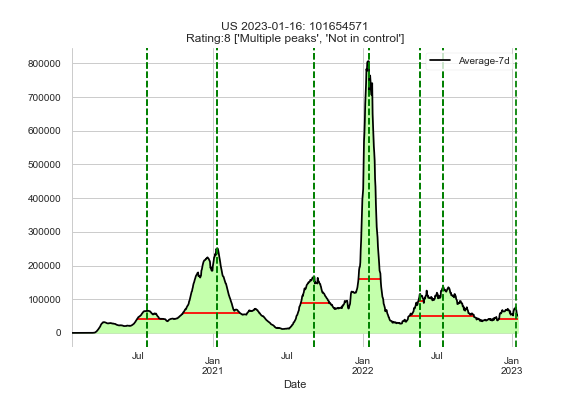 US 2023-01-16: 101654571
Rating:8 ['Multiple peaks', 'Not in control']
Average-7d
800000
700000
600000
500000
400000
300000
200000
100000
0
Jul
Jan
2021
Jul
Jan
2022
Jul
Jan
2023
Date